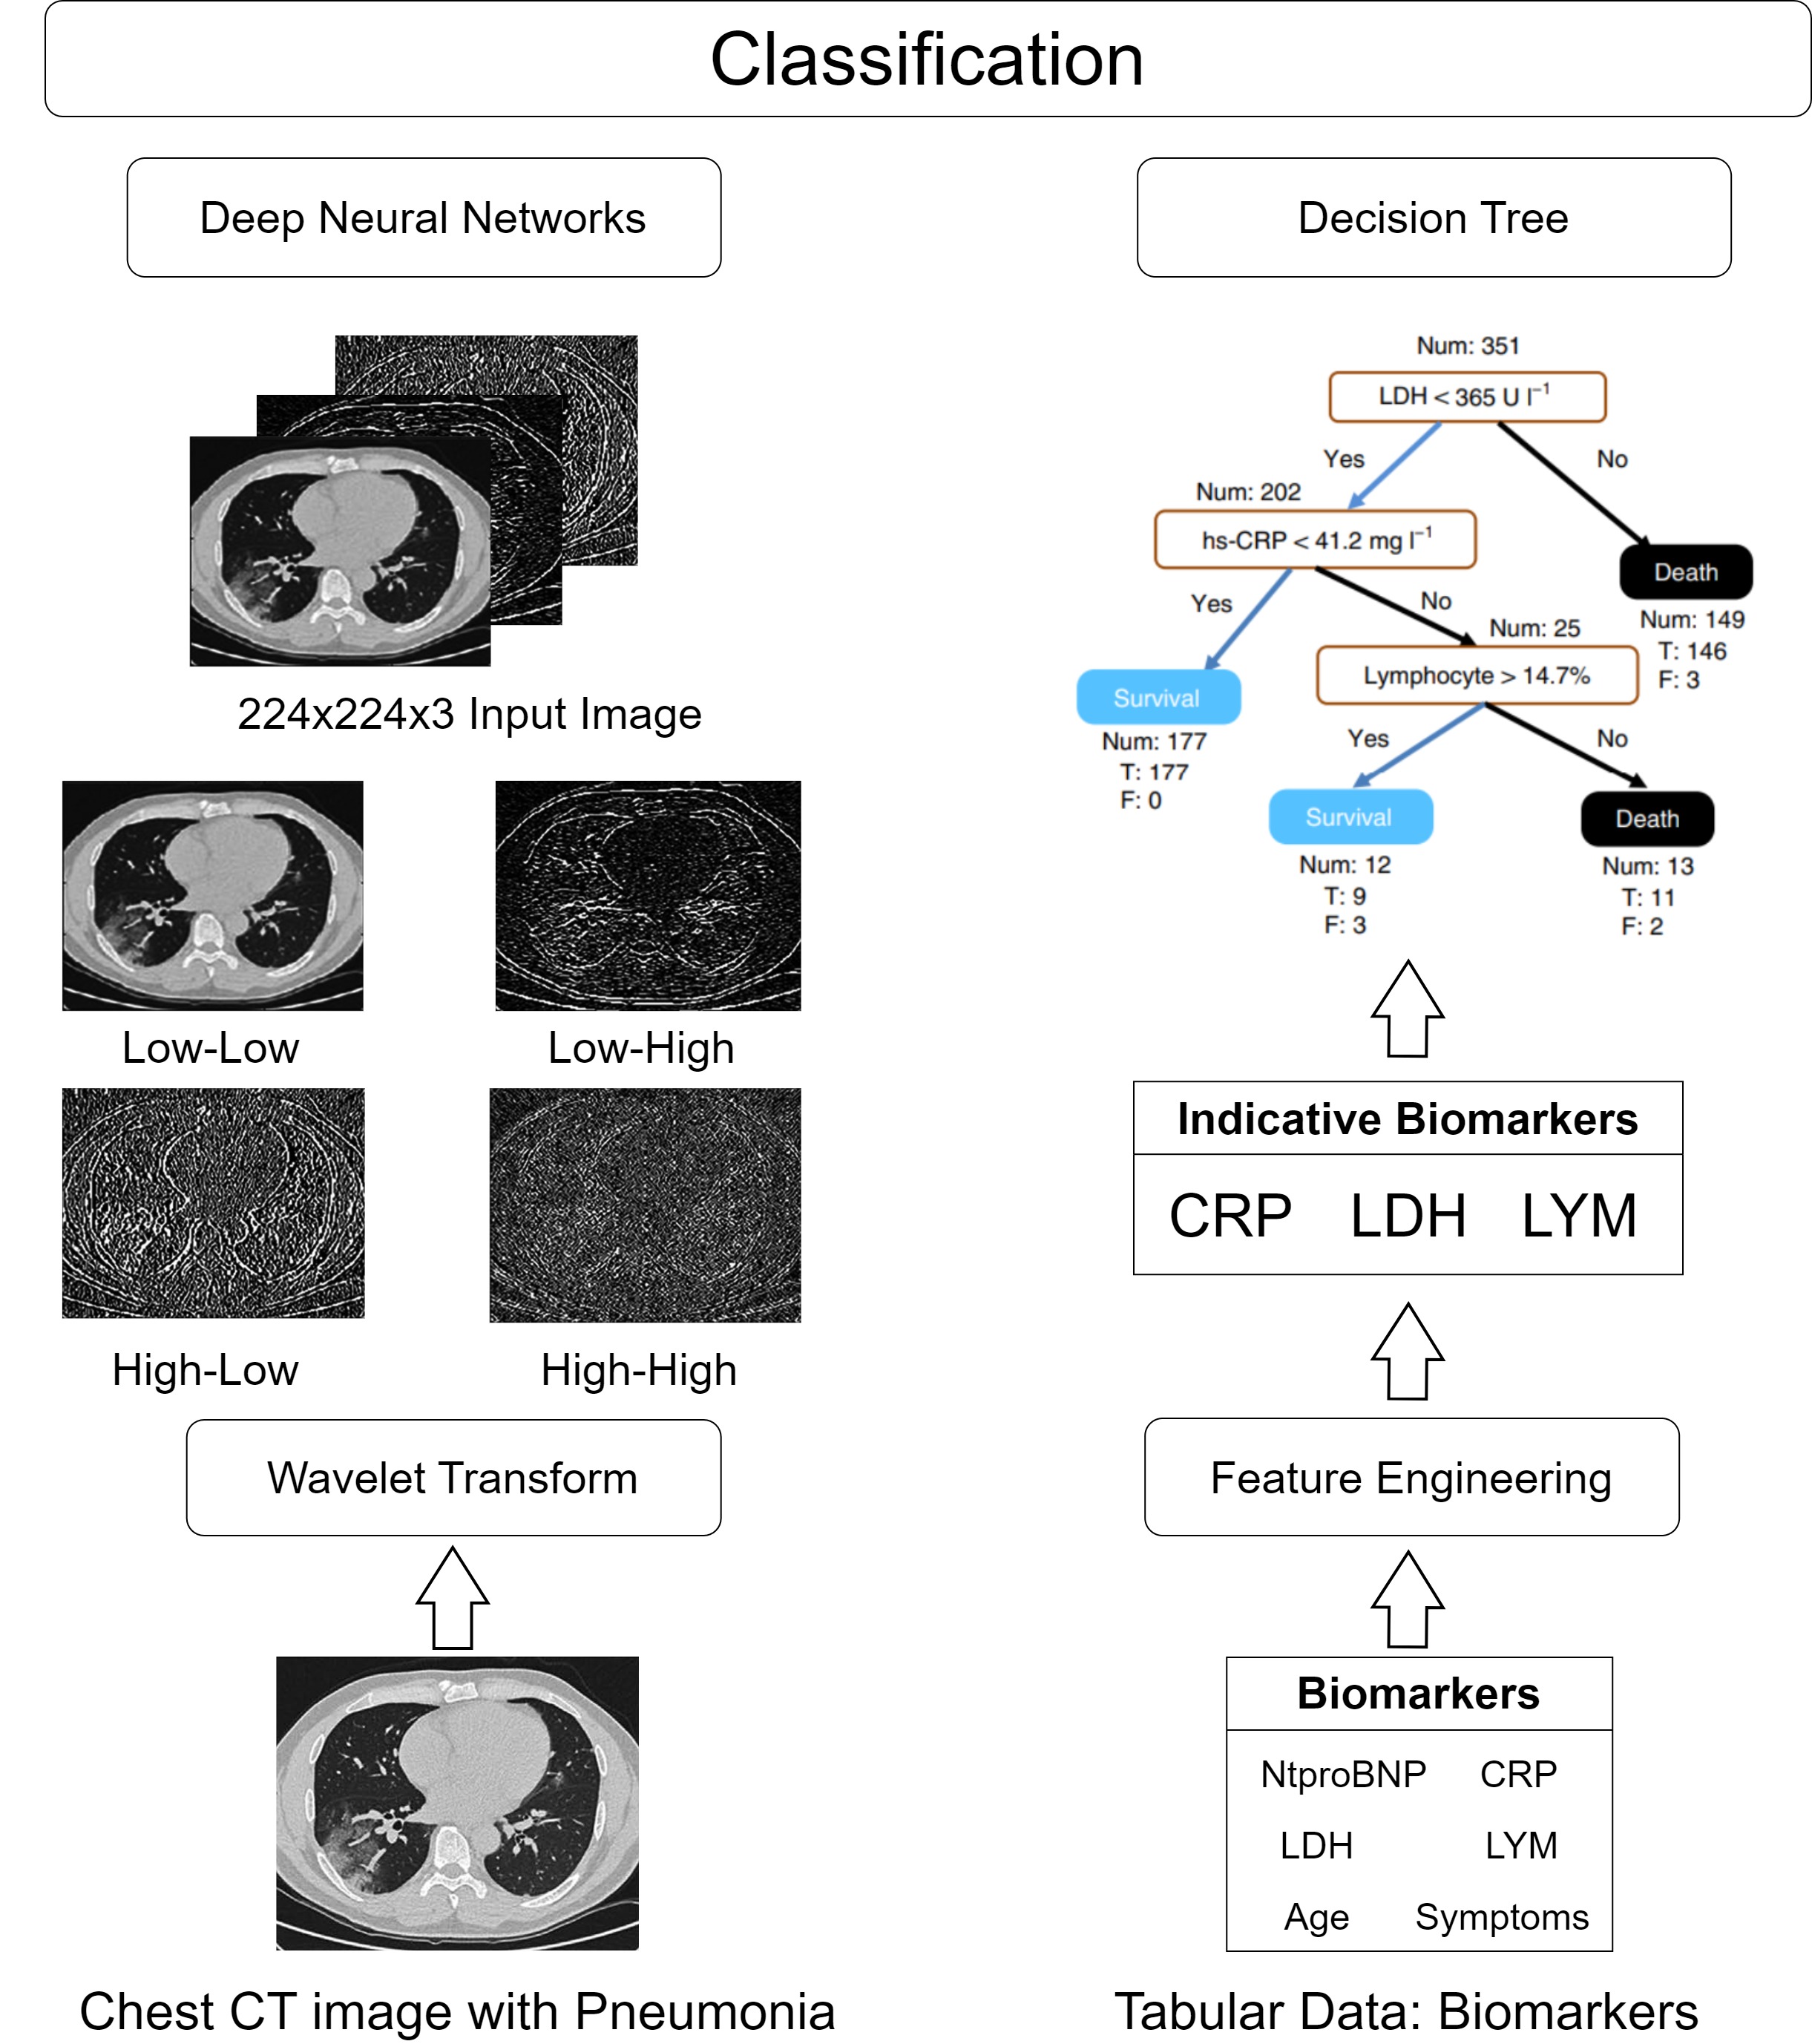 Classification
Deep Neural Networks
224x224x3 Input Image
Low-Low
Low-High
High-Low
High-High
Wavelet Transform
Chest CT image with Pneumonia
Decision Tree
Num: 351
LDH < 365 U l⁻¹
Yes
No
Num: 202
hs-CRP < 41.2 mg l⁻¹
Death
Num: 149
T: 146
F: 3
Yes
No
Num: 25
Lymphocyte > 14.7%
Survival
Num: 177
T: 177
F: 0
Yes
No
Survival
Num: 12
T: 9
F: 3
Death
Num: 13
T: 11
F: 2
Indicative Biomarkers
CRP LDH LYM
Feature Engineering
Biomarkers
NtproBNP CRP
LDH LYM
Age Symptoms
Tabular Data: Biomarkers